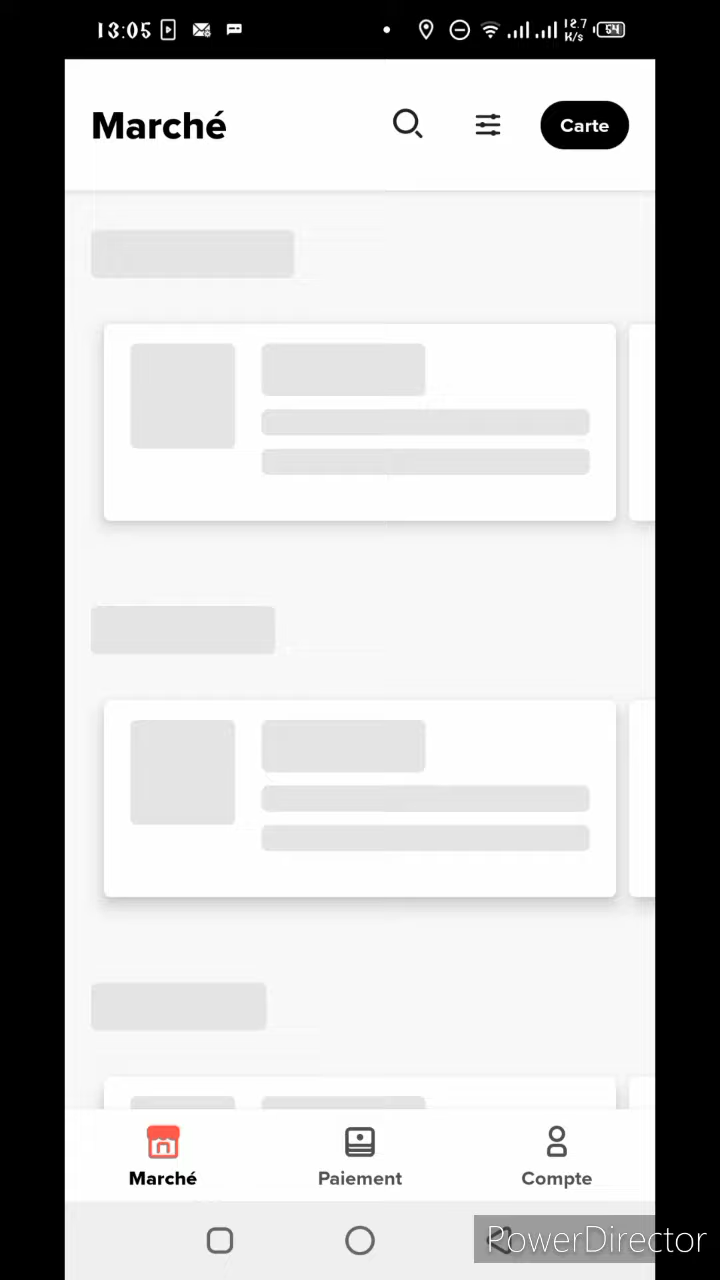 13:05
12.7
K/s
54
Marché
Carte
Marché
Paiement
Compte
PowerDirector